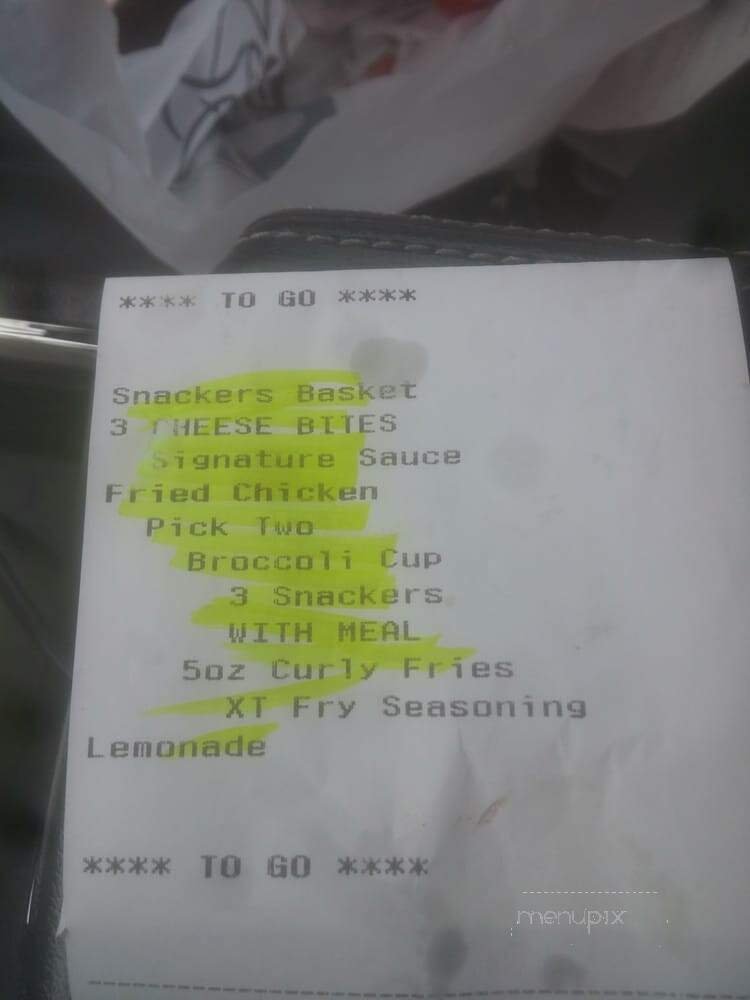 **** TO GO ****
Snackers Basket
3 CHEESE BITES
Signature Sauce
Fried Chicken
Pick Two
Broccoli Cup
3 Snackers
WITH MEAL
5oz Curly Fries
XT Fry Seasoning
Lemonade
**** TO GO ****
menupix